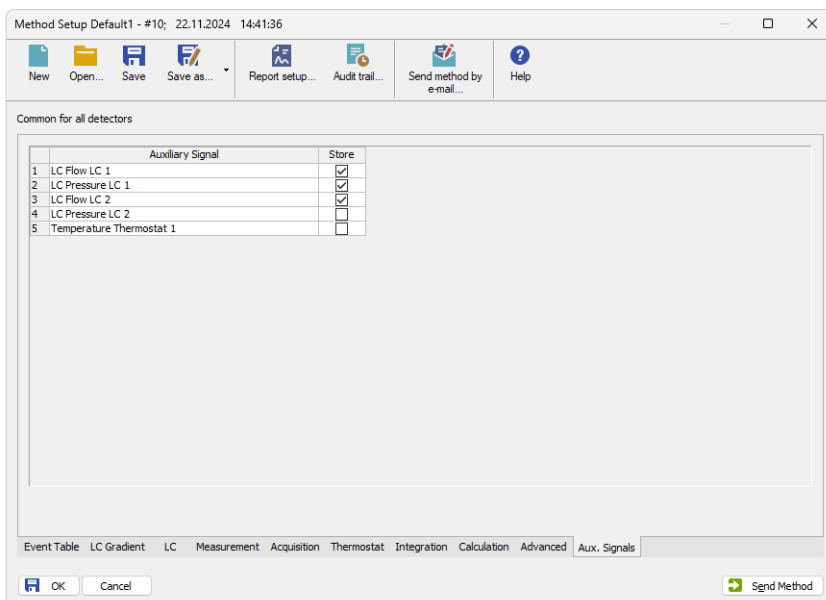 Method Setup Default1 - #10; 22.11.2024 14:41:36
New Open... Save Save as... Report setup... Audit trail... Send method by e-mail... Help
Common for all detectors
Auxiliary Signal Store
1 LC Flow LC 1
2 LC Pressure LC 1
3 LC Flow LC 2
4 LC Pressure LC 2
5 Temperature Thermostat 1
Event Table LC Gradient LC Measurement Acquisition Thermostat Integration Calculation Advanced Aux. Signals
OK Cancel Send Method